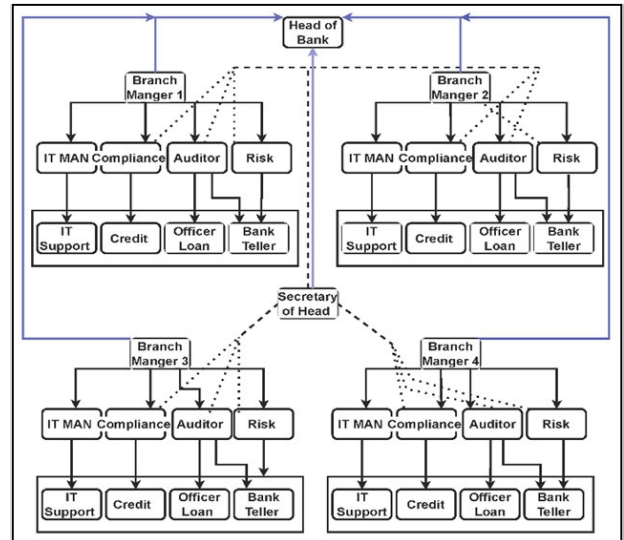 Head of
Bank
Branch
Manger 1
Branch
Manger 2
IT MAN Compliance Auditor Risk
IT MAN Compliance Auditor Risk
IT
Support
Credit
Officer
Loan
Bank
Teller
IT
Support
Credit
Officer
Loan
Bank
Teller
Secretary
of Head
Branch
Manger 3
Branch
Manger 4
IT MAN Compliance Auditor Risk
IT MAN Compliance Auditor Risk
IT
Support
Credit
Officer
Loan
Bank
Teller
IT
Support
Credit
Officer
Loan
Bank
Teller